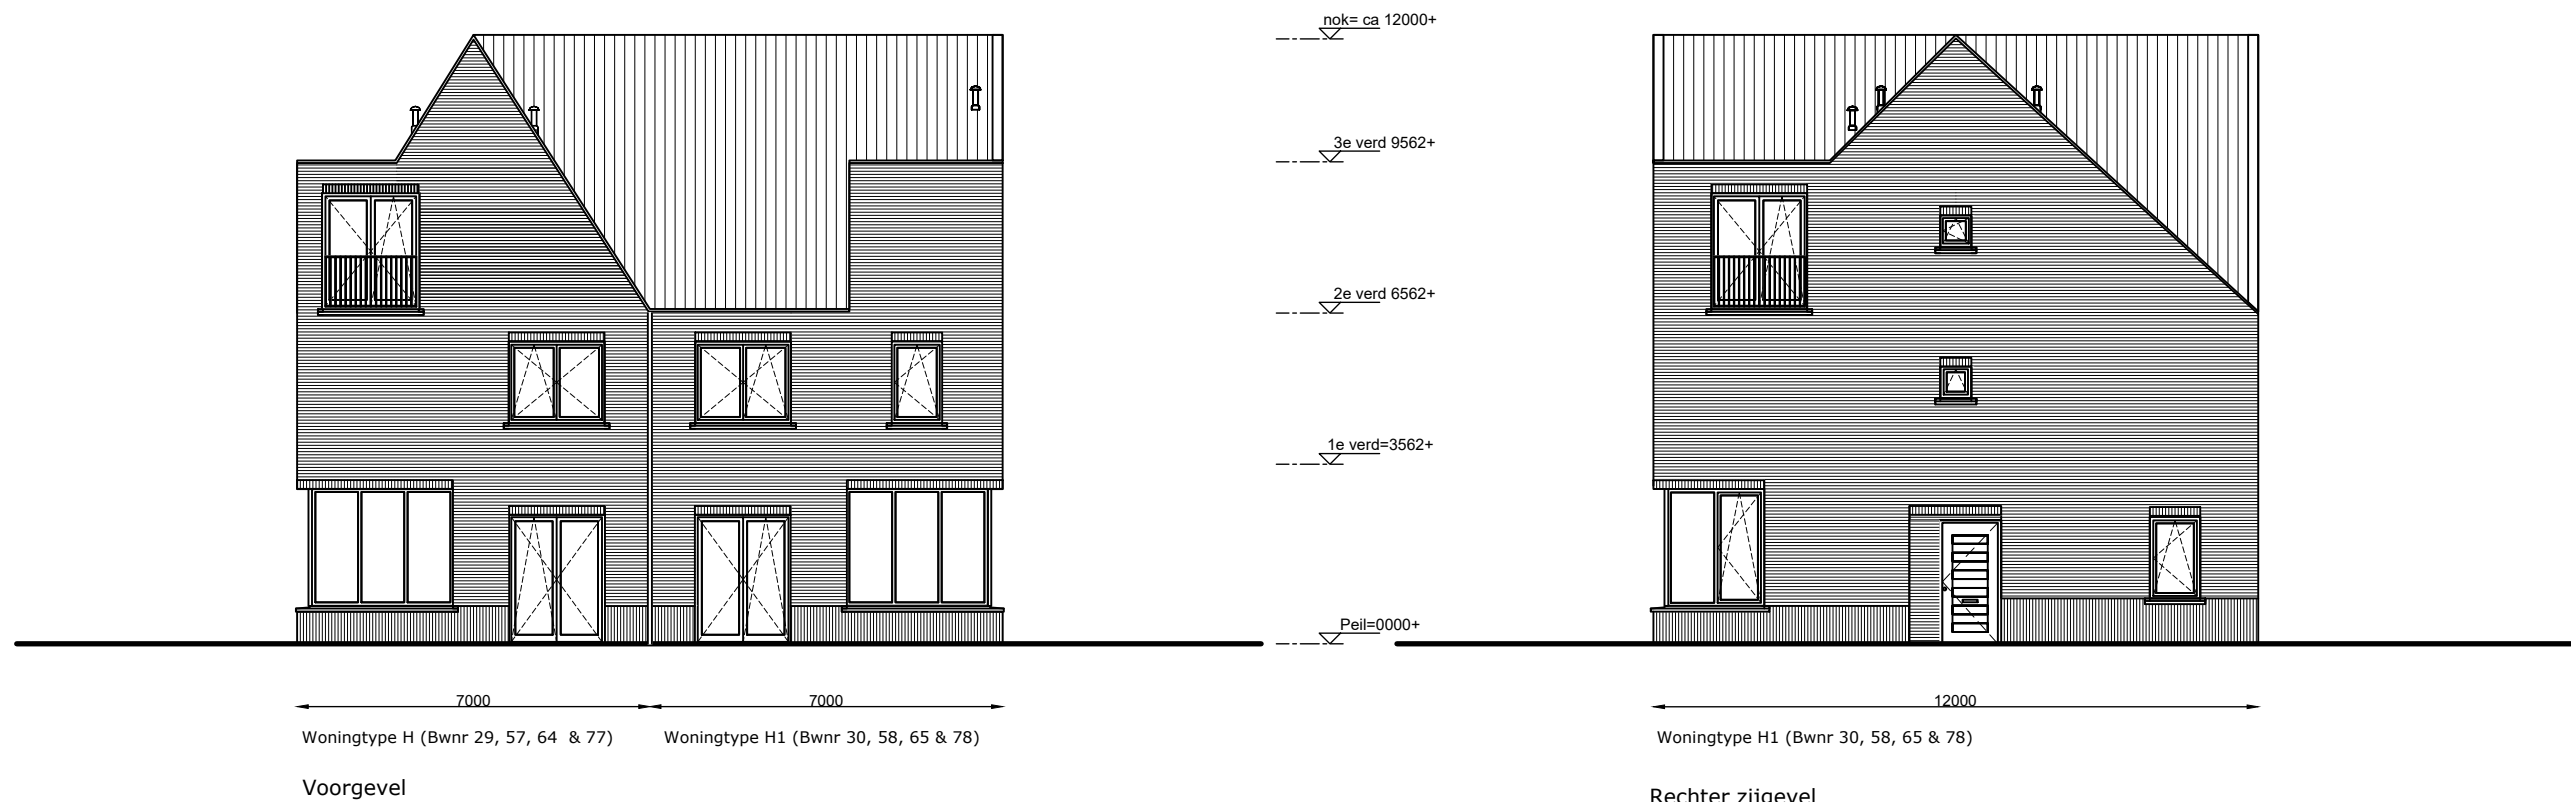 nok= ca 12000+
3e verd 9562+
2e verd 6562+
1e verd=3562+
Peil=0000+
7000 7000 12000
Woningtype H (Bwnr 29, 57, 64 & 77) Woningtype H1 (Bwnr 30, 58, 65 & 78) Woningtype H1 (Bwnr 30, 58, 65 & 78)
Voorgevel
Rechter zijgevel